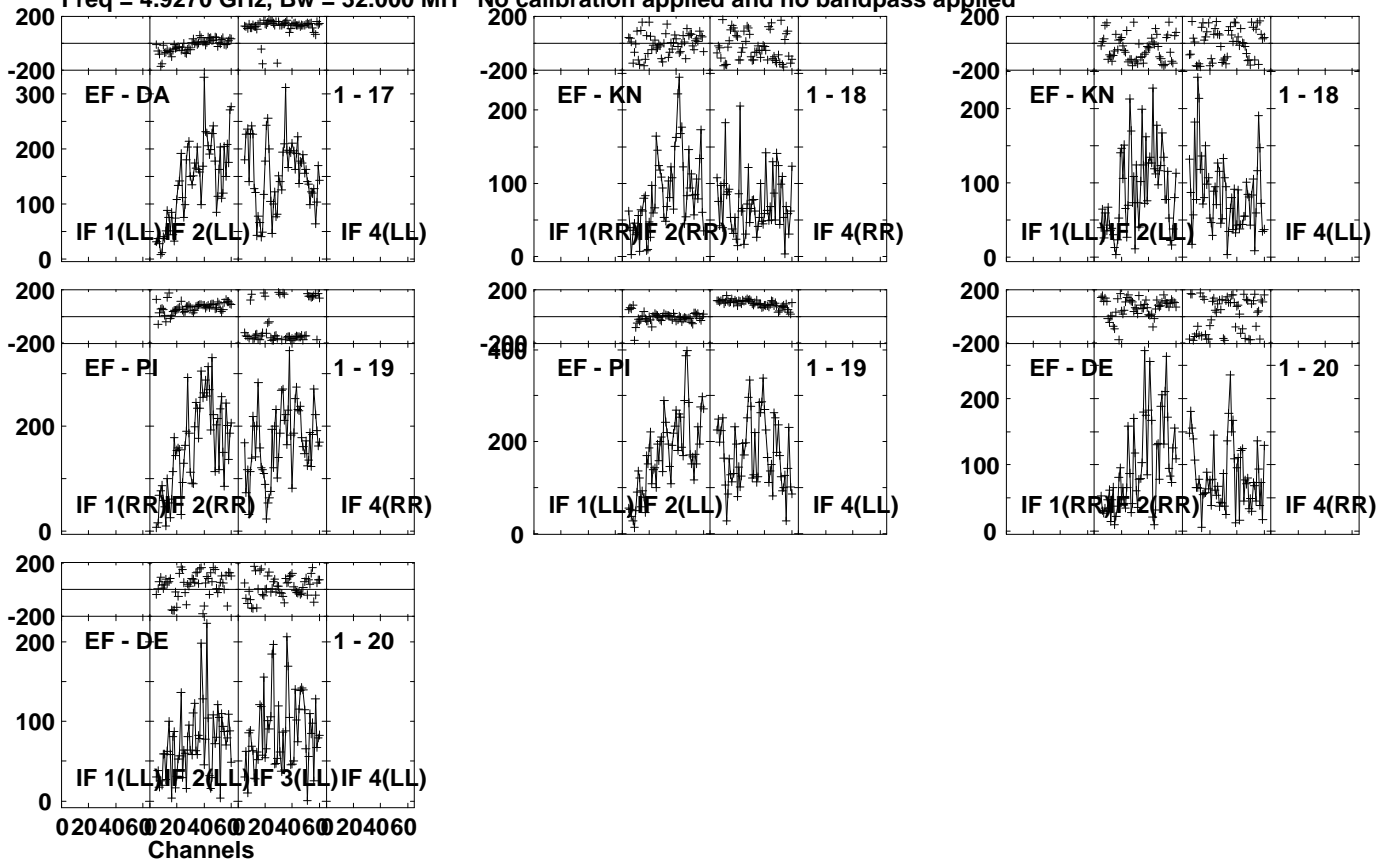 Freq = 4.9270 GHz, Bw = 32.000 MH No calibration applied and no bandpass applied
200
-200
300
200
100
0
EF - DA
1 - 17
IF 1(LL)
IF 2(LL)
IF 4(LL)
200
-200
200
100
0
EF - KN
1 - 18
IF 1(RR)
IF 2(RR)
IF 4(RR)
200
-200
200
100
0
EF - KN
1 - 18
IF 1(LL)
IF 2(LL)
IF 4(LL)
200
-200
200
0
EF - PI
1 - 19
IF 1(RR)
IF 2(RR)
IF 4(RR)
200
-200
400
200
0
EF - PI
1 - 19
IF 1(LL)
IF 2(LL)
IF 4(LL)
200
-200
200
100
0
EF - DE
1 - 20
IF 1(RR)
IF 2(RR)
IF 4(RR)
200
-200
200
100
0
EF - DE
1 - 20
IF 1(LL)
IF 2(LL)
IF 3(LL)
IF 4(LL)
0 20 40 60 0 20 40 60 0 20 40 60 0 20 40 60
Channels